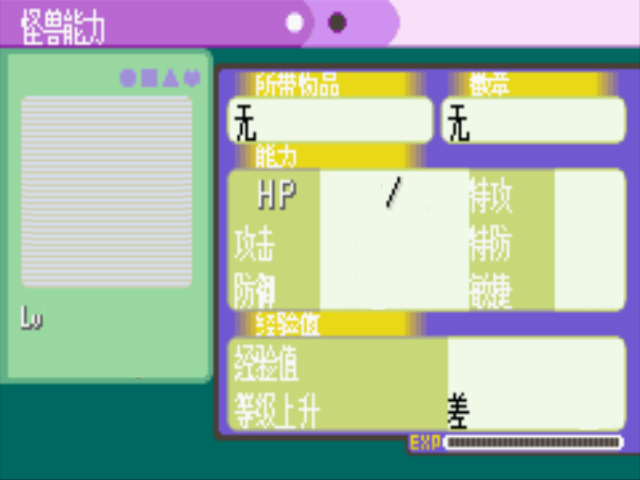 怪兽能力
所带物品 徽章
无 无
能力
HP / 特攻
攻击 特防
防御 敏捷
经验值
经验值
等级上升 差
EXP
Lv